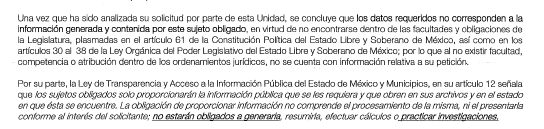 Una vez que ha sido analizada su solicitud por parte de esta Unidad, se concluye que los datos requeridos no corresponden a la
información generada y contenida por este sujeto obligado, en virtud de no encontrarse dentro de las facultades y obligaciones de
la Legislatura, plasmadas en el artículo 61 de la Constitución Política del Estado Libre y Soberano de México, así como en los
artículos 30 al 38 de la Ley Orgánica del Poder Legislativo del Estado Libre y Soberano de México; por lo que al no existir facultad,
competencia o atribución dentro de los ordenamientos jurídicos, no se cuenta con información relativa a su petición.
Por su parte, la Ley de Transparencia y Acceso a la Información Pública del Estado de México y Municipios, en su artículo 12 señala
que los sujetos obligados solo proporcionarán la información pública que se les requiera y que obren en sus archivos y en el estado
en que ésta se encuentre. La obligación de proporcionar información no comprende el procesamiento de la misma, ni el presentarla
conforme al interés del solicitante; no estarán obligados a generarla, resumirla, efectuar cálculos o practicar investigaciones.